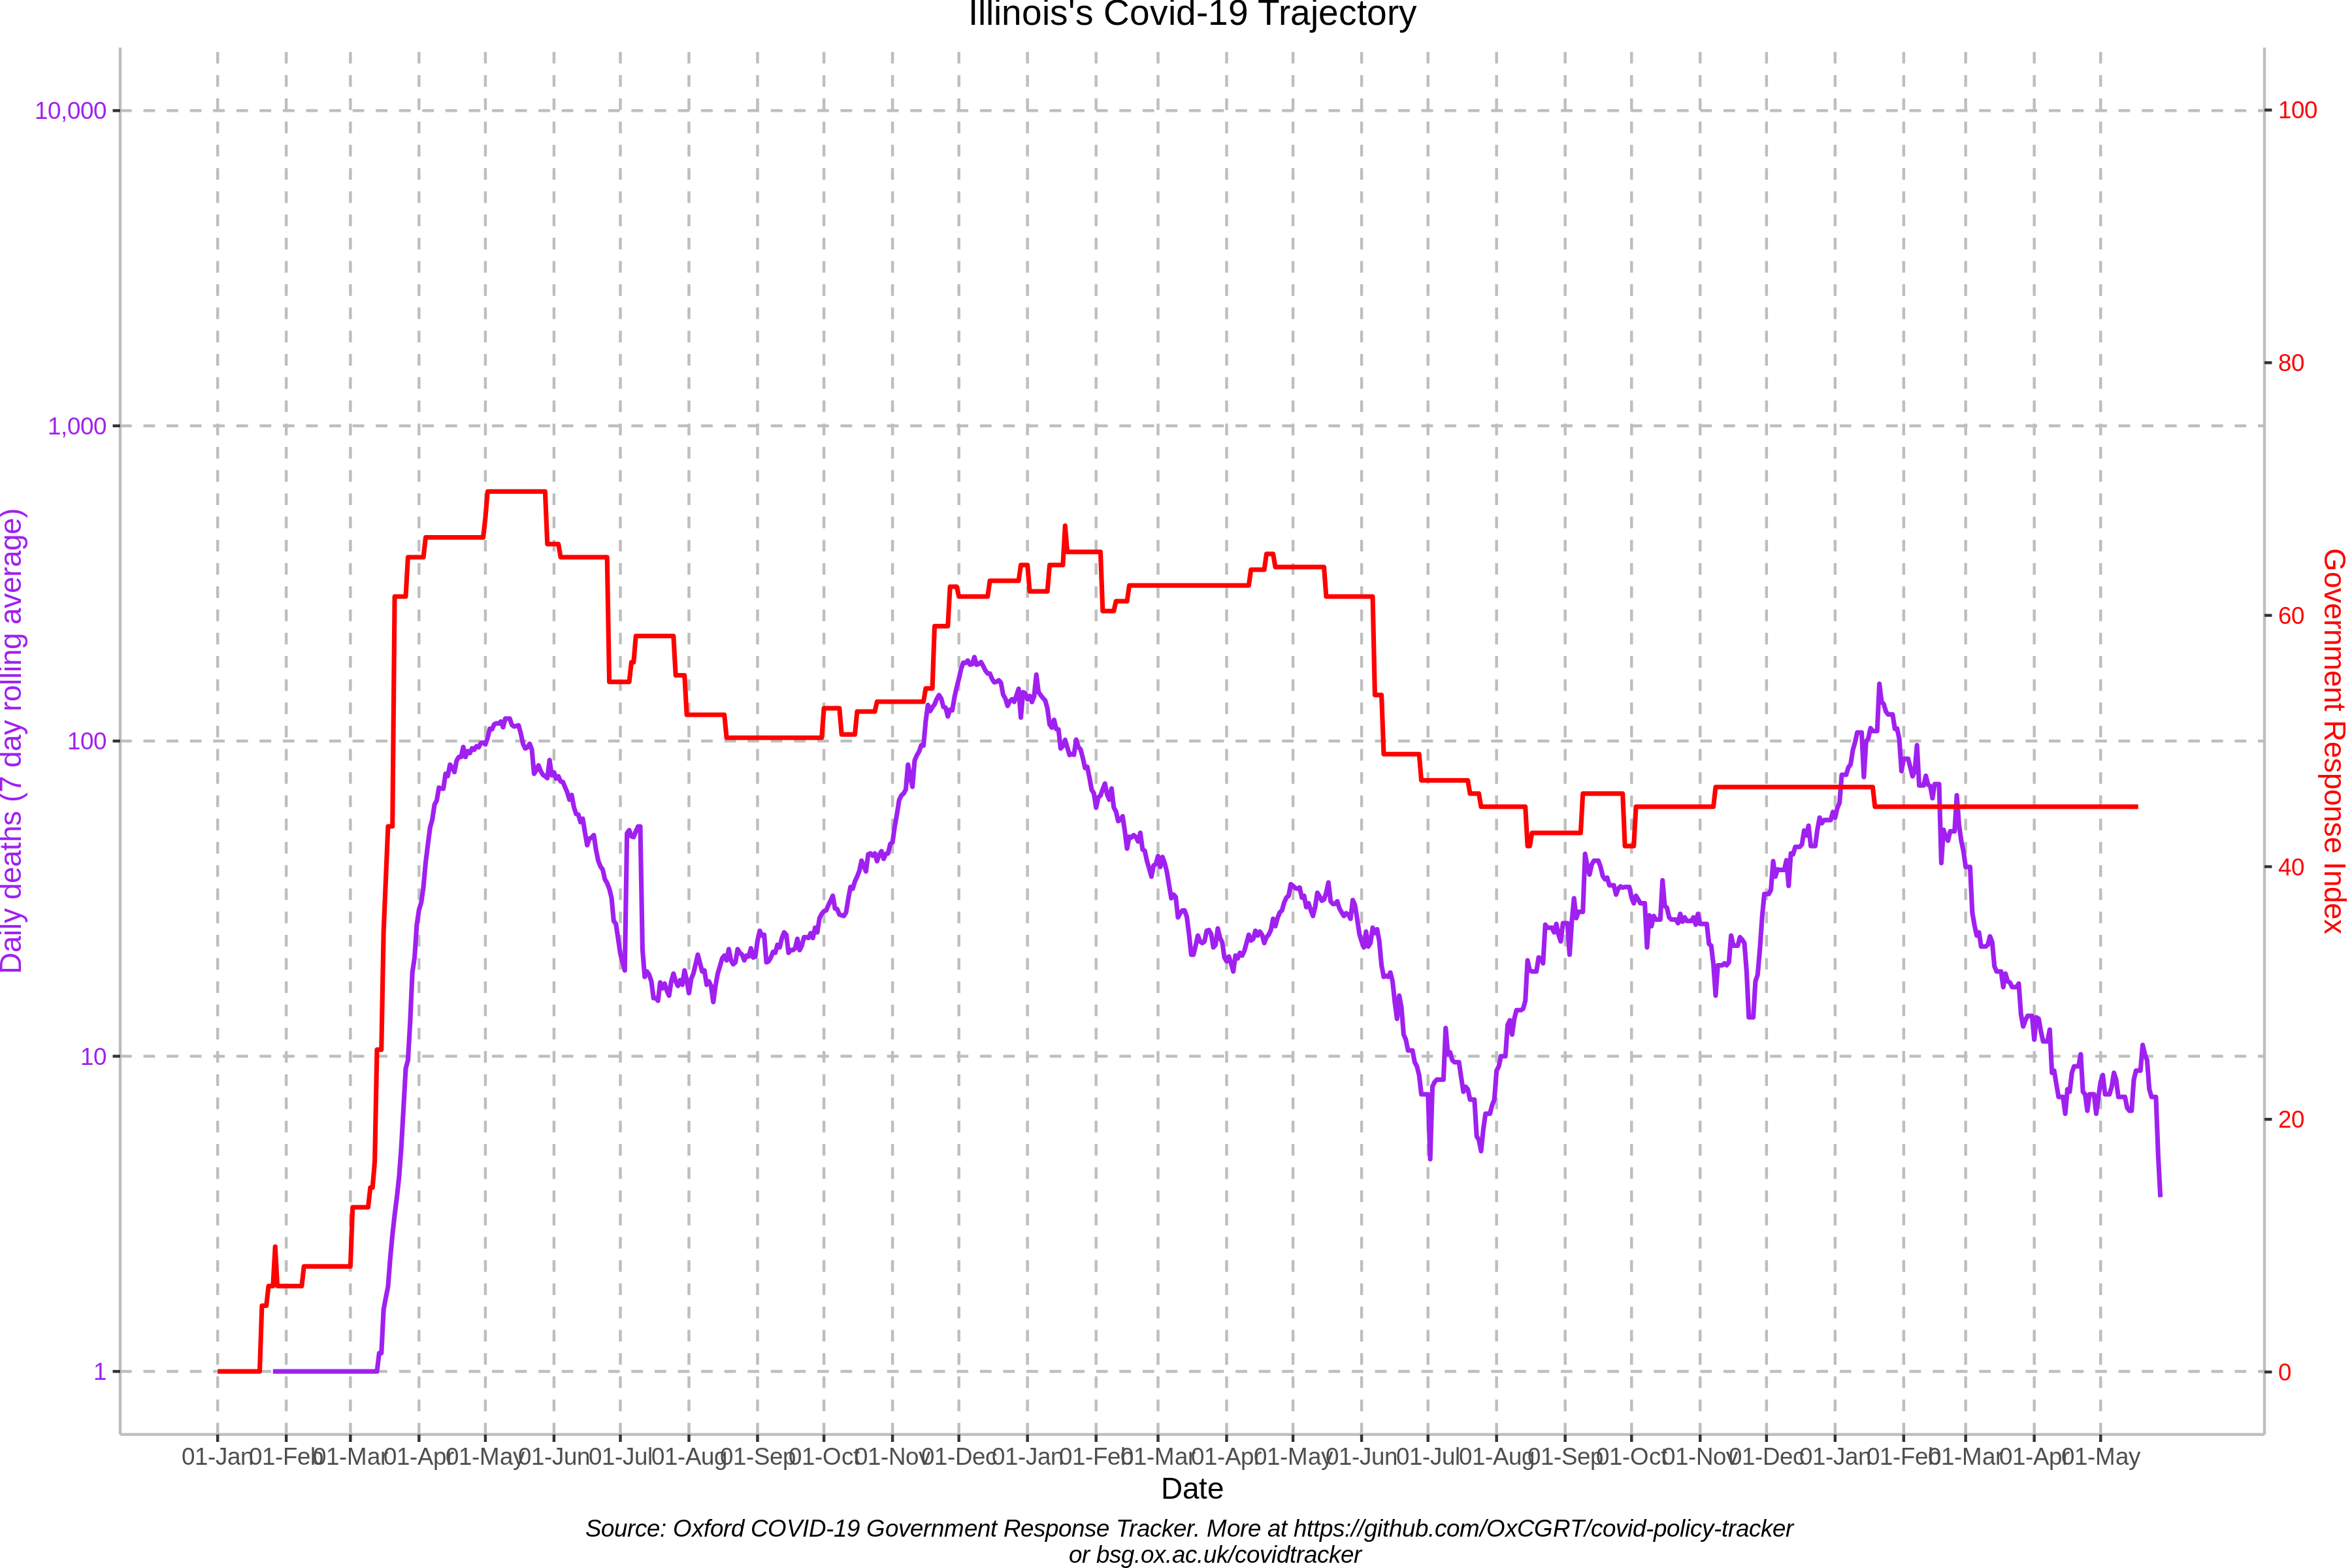 Illinois's Covid-19 Trajectory
10,000
1,000
100
10
1
Daily deaths (7 day rolling average)
100
80
60
40
20
0
Government Response Index
01-Jan 01-Feb 01-Mar 01-Apr 01-May 01-Jun 01-Jul 01-Aug 01-Sep 01-Oct 01-Nov 01-Dec 01-Jan 01-Feb 01-Mar 01-Apr 01-May 01-Jun 01-Jul 01-Aug 01-Sep 01-Oct 01-Nov 01-Dec 01-Jan 01-Feb 01-Mar 01-Apr 01-May
Date
Source: Oxford COVID-19 Government Response Tracker. More at https://github.com/OxCGRT/covid-policy-tracker
or bsg.ox.ac.uk/covidtracker